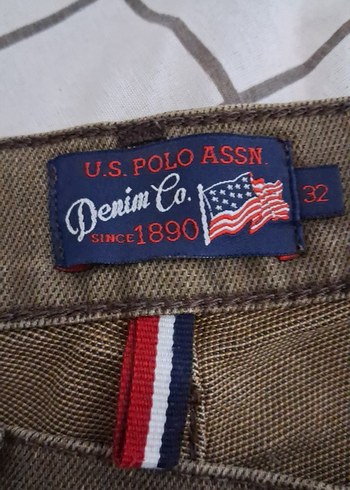 U.S. POLO ASSN.
Denim Co.
SINCE 1890
32